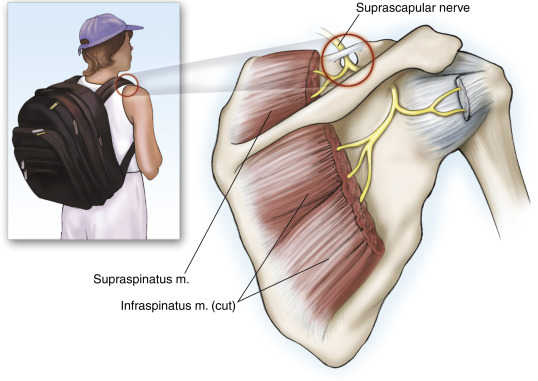 Suprascapular nerve
Supraspinatus m.
Infraspinatus m. (cut)